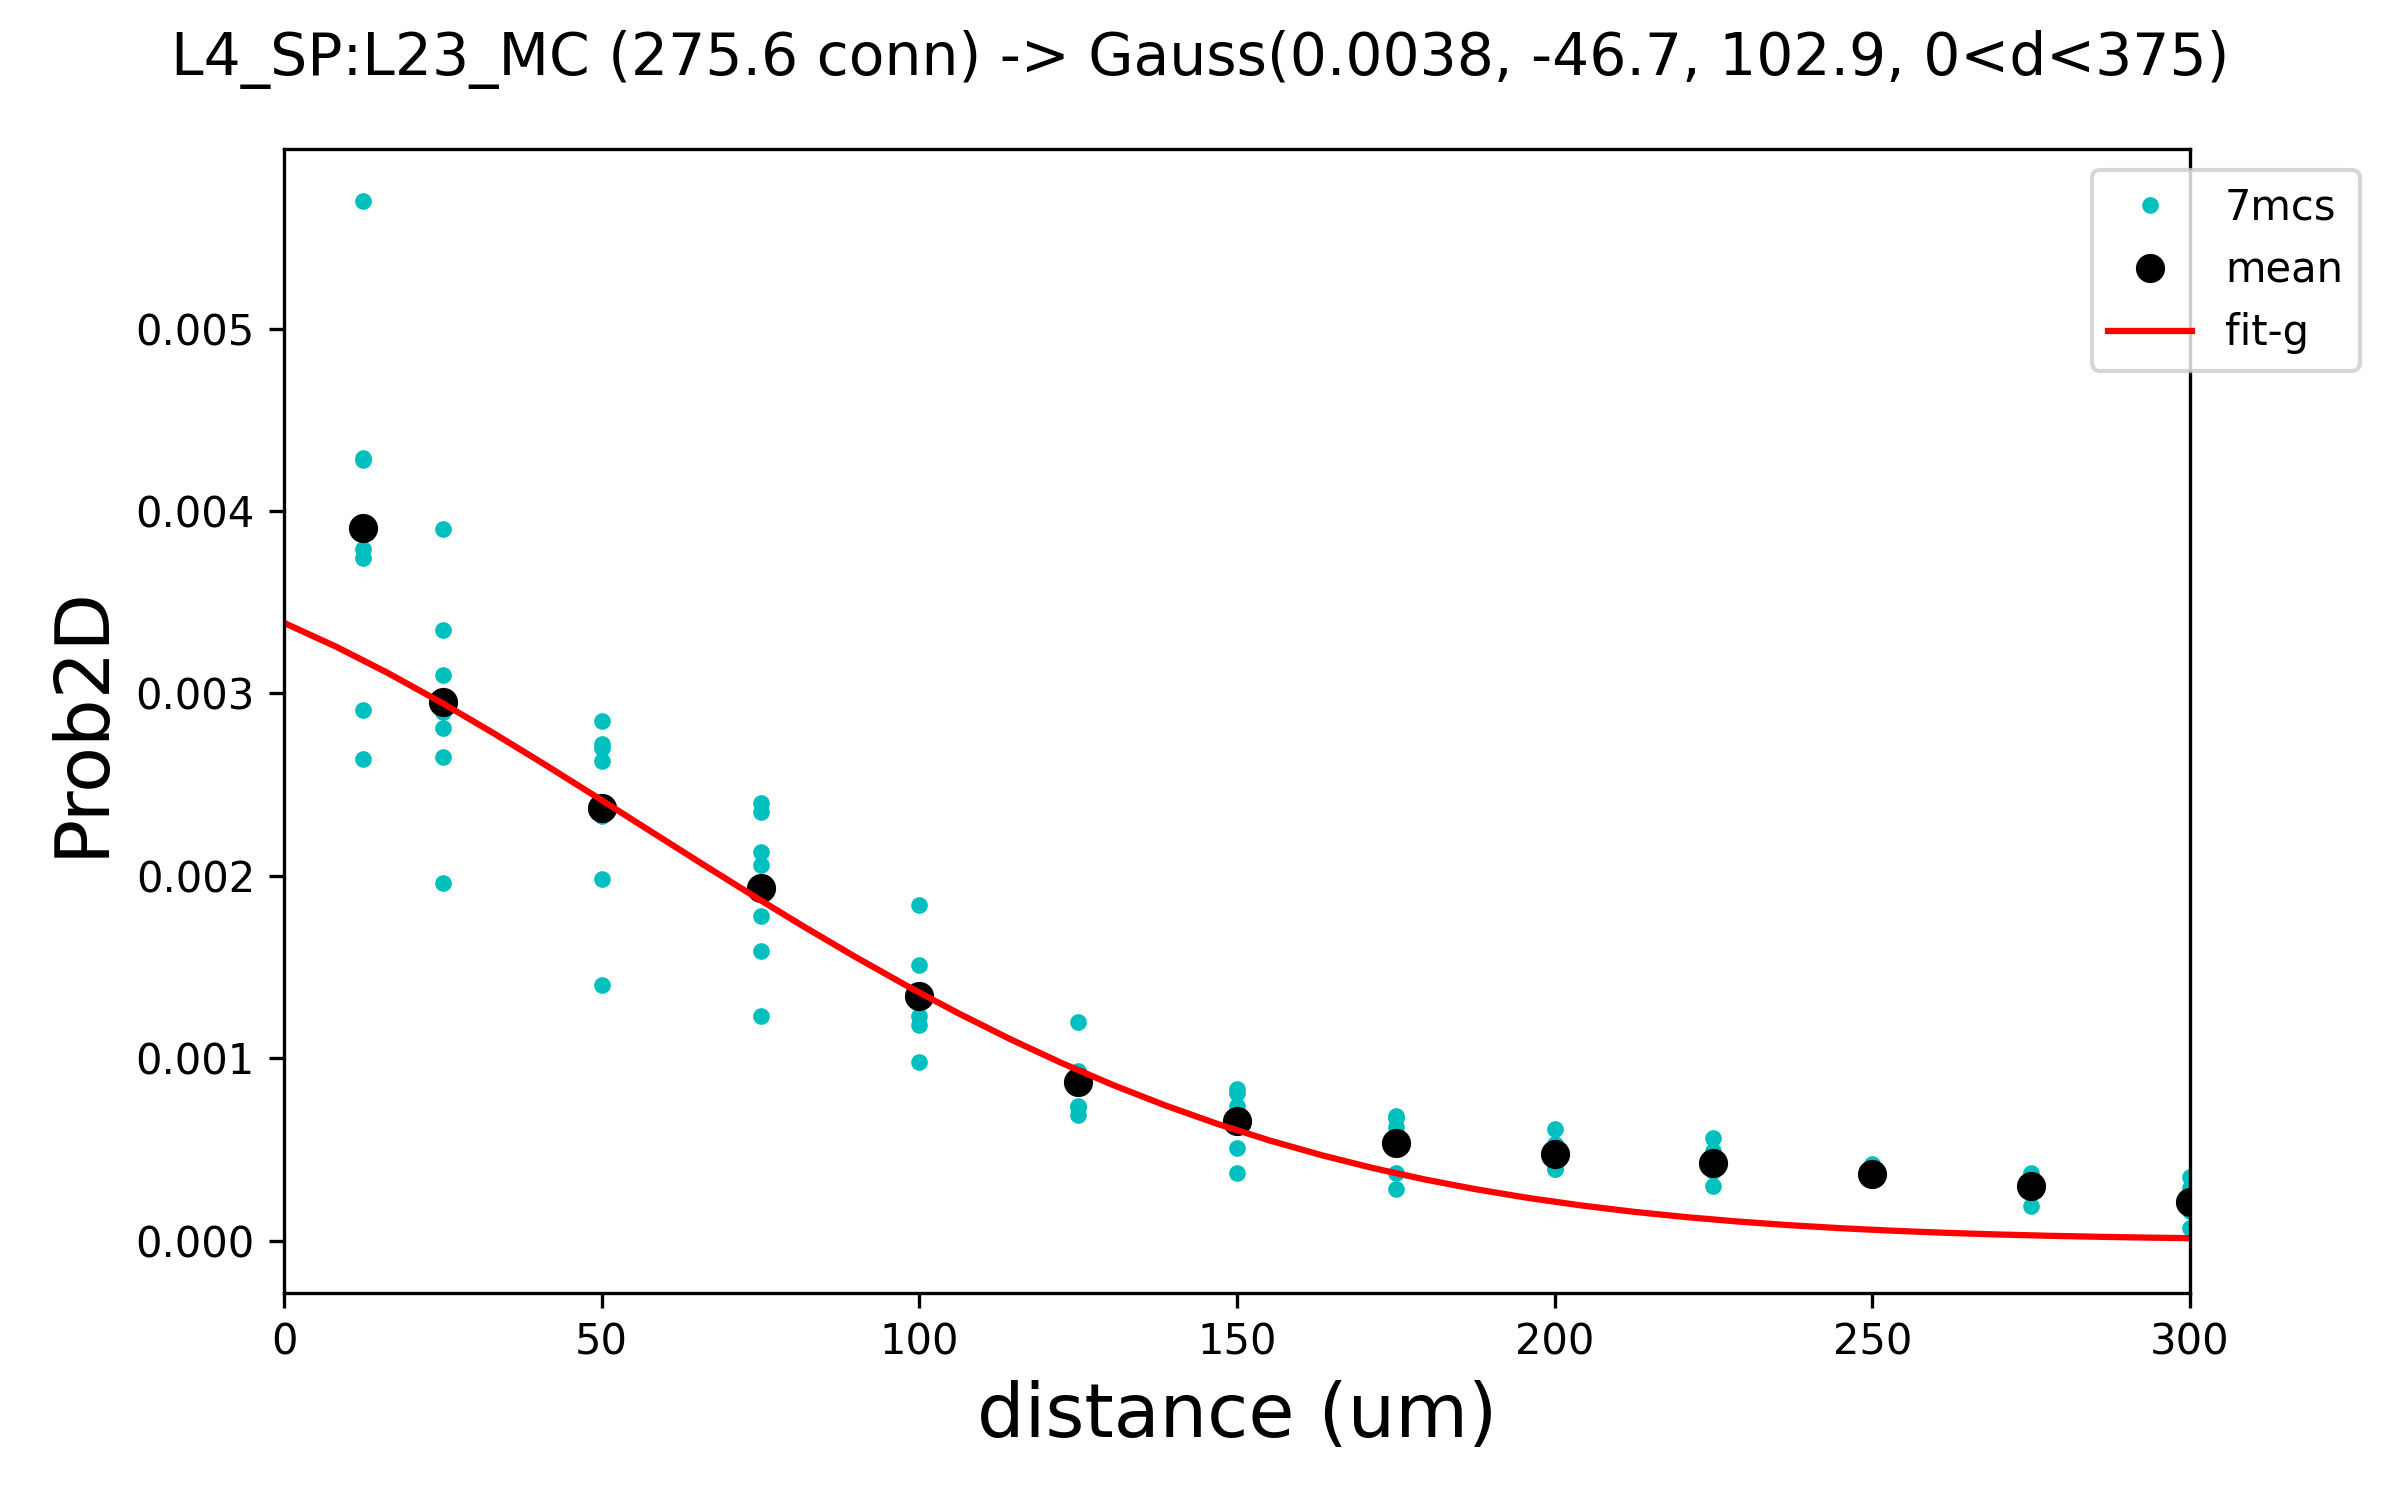 L4_SP:L23_MC (275.6 conn) -> Gauss(0.0038, -46.7, 102.9, 0<d<375)
7mcs
mean
fit-g
Prob2D
0.005
0.004
0.003
0.002
0.001
0.000
0 50 100 150 200 250 300
distance (um)